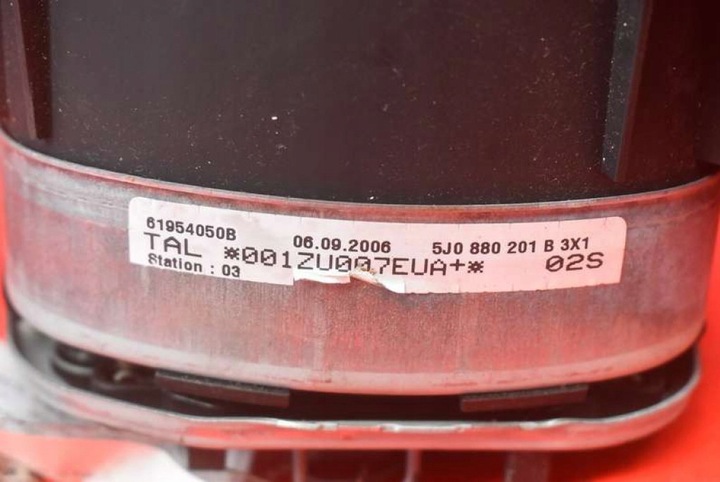 61954050B 06.09.2006 5J0 880 201 B 3X1
TAL *001ZU007EUA+* 02S
Station : 03